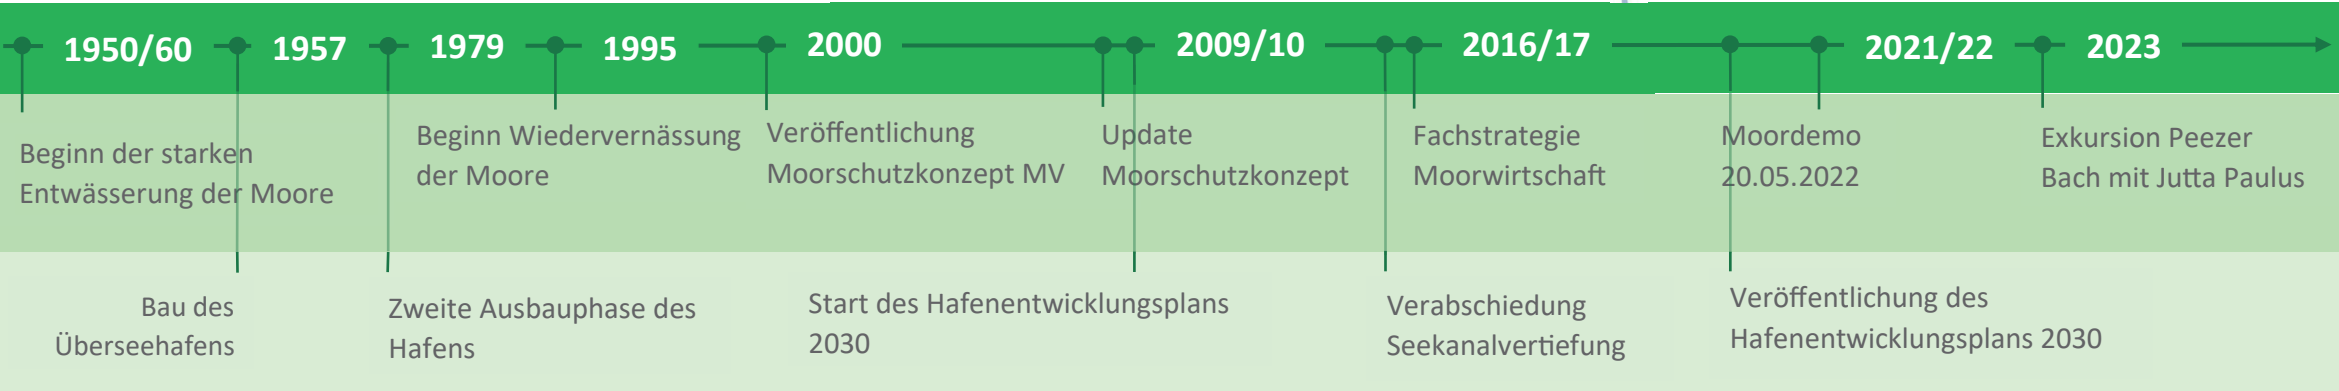 1950/60 1957 1979 1995 2000 2009/10 2016/17 2021/22 2023
Beginn der starken
Entwässerung der Moore
Beginn Wiedervernässung
der Moore
Veröffentlichung
Moorschutzkonzept MV
Update
Moorschutzkonzept
Fachstrategie
Moorwirtschaft
Moordemo
20.05.2022
Exkursion Peezer
Bach mit Jutta Paulus
Bau des
Überseehafens
Zweite Ausbauphase des
Hafens
Start des Hafenentwicklungsplans
2030
Verabschiedung
Seekanalvertiefung
Veröffentlichung des
Hafenentwicklungsplans 2030